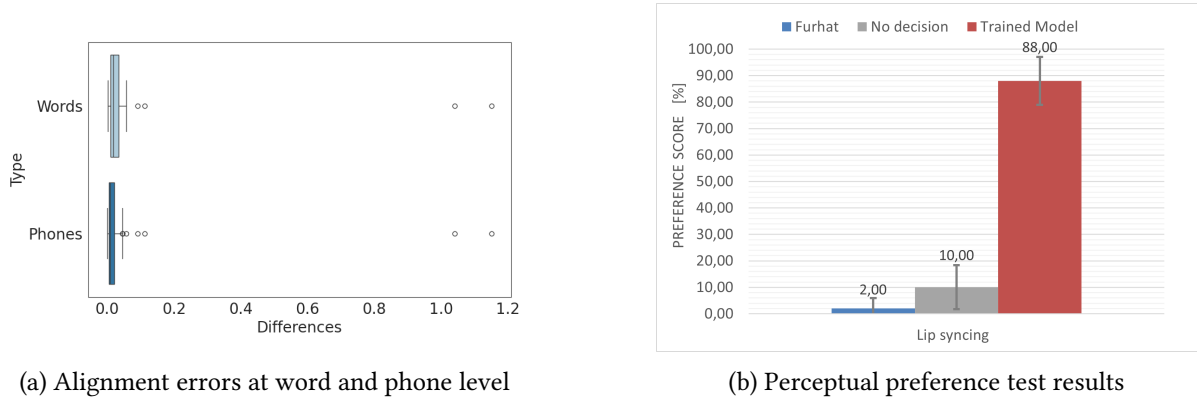 Type
Words
Phones
0.0 0.2 0.4 0.6 0.8 1.0 1.2
Differences
(a) Alignment errors at word and phone level
Furhat No decision Trained Model
PREFERENCE SCORE [%]
100,00
90,00
80,00
70,00
60,00
50,00
40,00
30,00
20,00
10,00
0,00
2,00
10,00
88,00
Lip syncing
(b) Perceptual preference test results